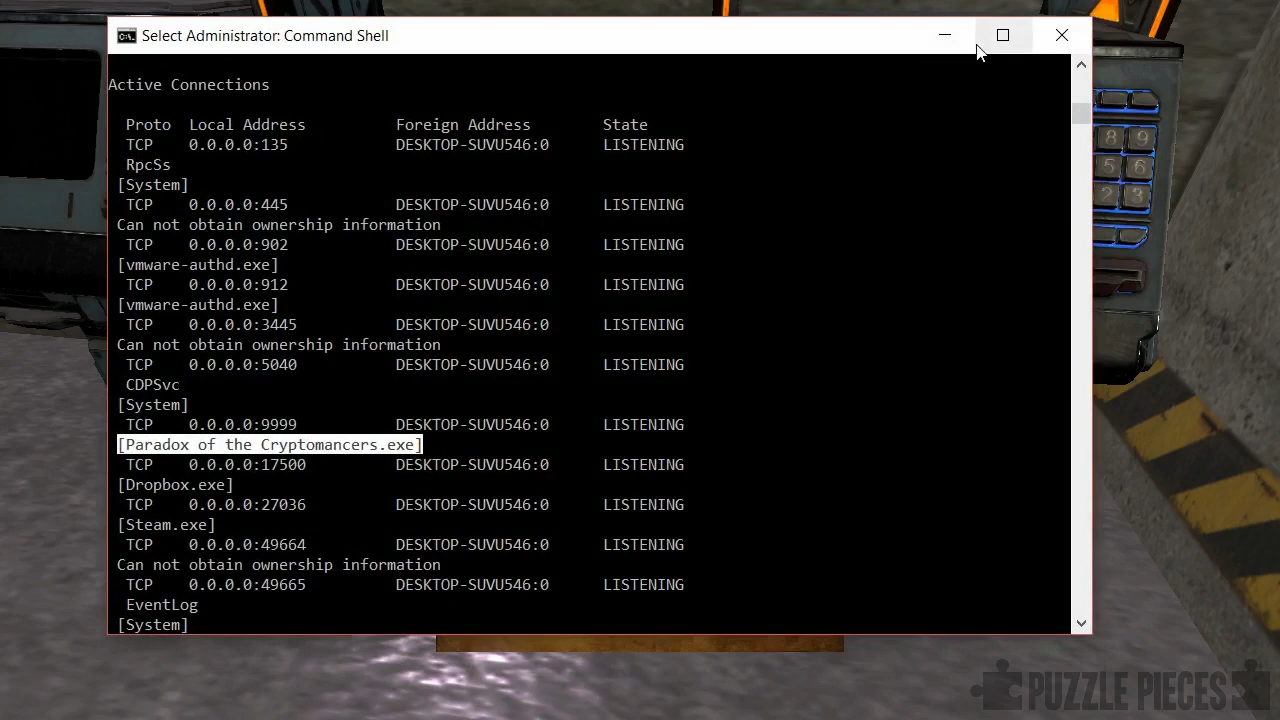 Select Administrator: Command Shell
Active Connections
Proto Local Address Foreign Address State
TCP 0.0.0.0:135 DESKTOP-SUVU546:0 LISTENING
RpcSs
[System]
TCP 0.0.0.0:445 DESKTOP-SUVU546:0 LISTENING
Can not obtain ownership information
TCP 0.0.0.0:902 DESKTOP-SUVU546:0 LISTENING
[vmware-authd.exe]
TCP 0.0.0.0:912 DESKTOP-SUVU546:0 LISTENING
[vmware-authd.exe]
TCP 0.0.0.0:3445 DESKTOP-SUVU546:0 LISTENING
Can not obtain ownership information
TCP 0.0.0.0:5040 DESKTOP-SUVU546:0 LISTENING
CDPSvc
[System]
TCP 0.0.0.0:9999 DESKTOP-SUVU546:0 LISTENING
[Paradox of the Cryptomancers.exe]
TCP 0.0.0.0:17500 DESKTOP-SUVU546:0 LISTENING
[Dropbox.exe]
TCP 0.0.0.0:27036 DESKTOP-SUVU546:0 LISTENING
[Steam.exe]
TCP 0.0.0.0:49664 DESKTOP-SUVU546:0 LISTENING
Can not obtain ownership information
TCP 0.0.0.0:49665 DESKTOP-SUVU546:0 LISTENING
EventLog
[System]
8 9
5 6
2 3
PUZZLE PIECES